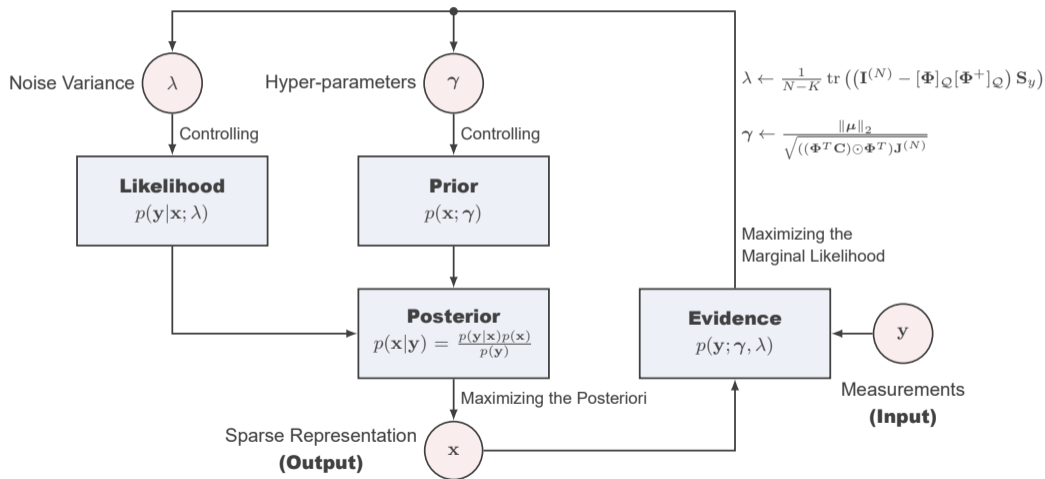 Noise Variance
λ
Hyper-parameters
γ
λ ← 1/(N−K) tr ((I^(N) − [Φ]_Q[Φ^+]_Q) S_y)
γ ← ‖μ‖_2 / √(((Φ^T C)⊙Φ^T)J^(N))
Controlling
Controlling
Likelihood
p(y|x; λ)
Prior
p(x; γ)
Maximizing the
Marginal Likelihood
Posterior
p(x|y) = p(y|x)p(x)/p(y)
Evidence
p(y; γ, λ)
y
Measurements
(Input)
Maximizing the Posteriori
Sparse Representation
(Output)
x